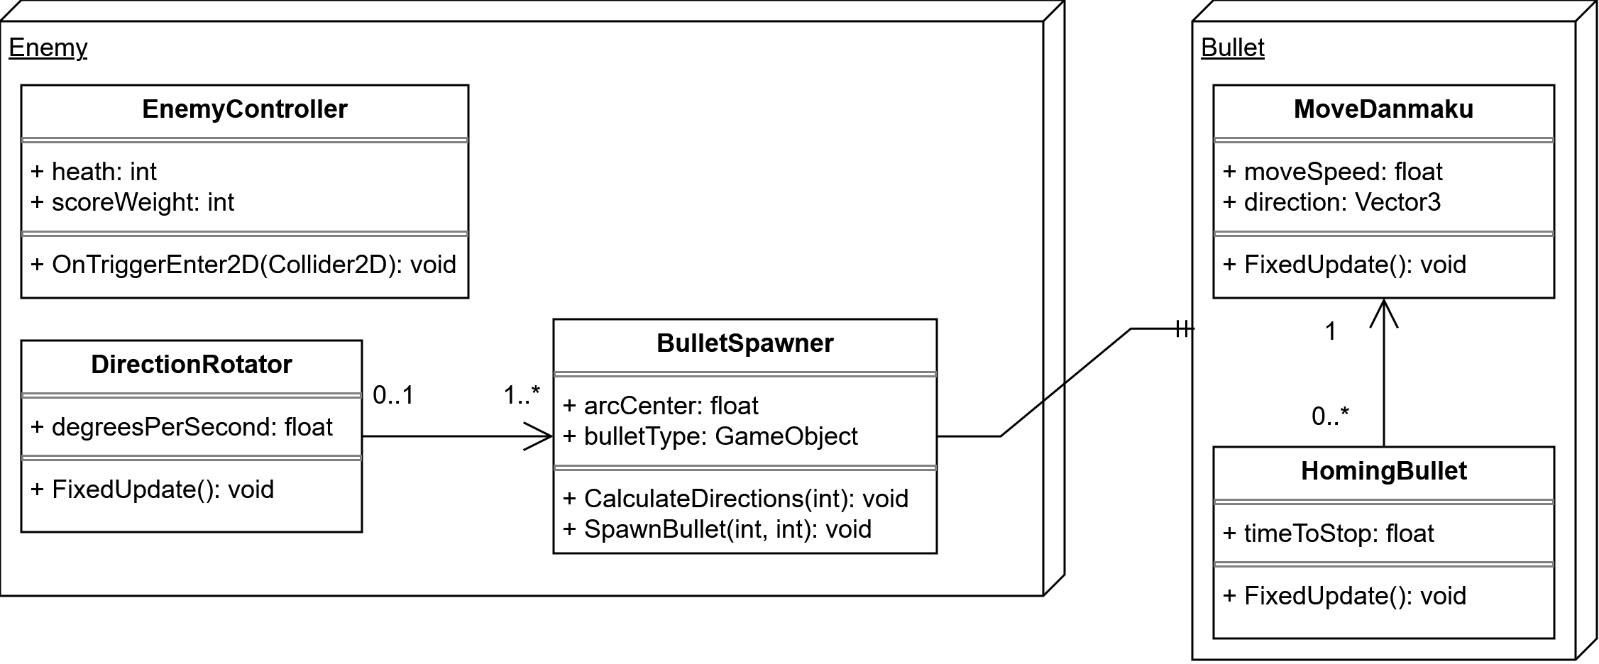 Enemy
EnemyController
+ heath: int
+ scoreWeight: int
+ OnTriggerEnter2D(Collider2D): void
DirectionRotator
+ degreesPerSecond: float
+ FixedUpdate(): void
0..1
1..*
BulletSpawner
+ arcCenter: float
+ bulletType: GameObject
+ CalculateDirections(int): void
+ SpawnBullet(int, int): void
Bullet
MoveDanmaku
+ moveSpeed: float
+ direction: Vector3
+ FixedUpdate(): void
1
0..*
HomingBullet
+ timeToStop: float
+ FixedUpdate(): void